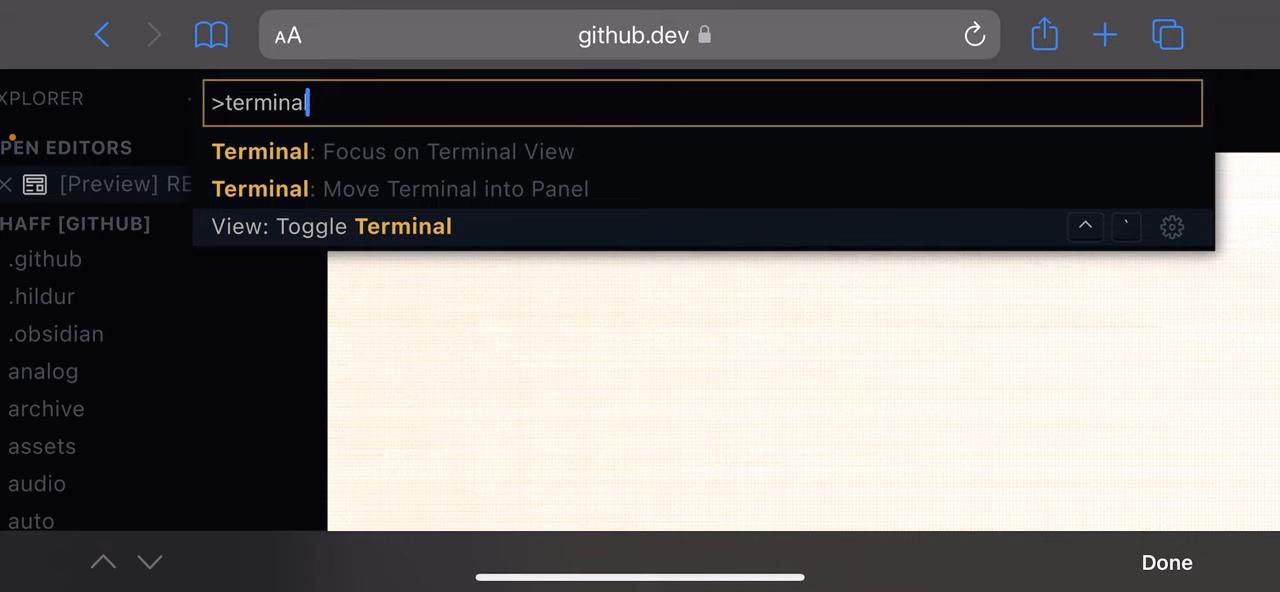 AA github.dev
XPLORER
>terminal
PEN EDITORS
Terminal: Focus on Terminal View
[Preview] RE
Terminal: Move Terminal into Panel
HAFF [GITHUB]
View: Toggle Terminal ^ `
.github
.hildur
.obsidian
analog
archive
assets
audio
auto
Done